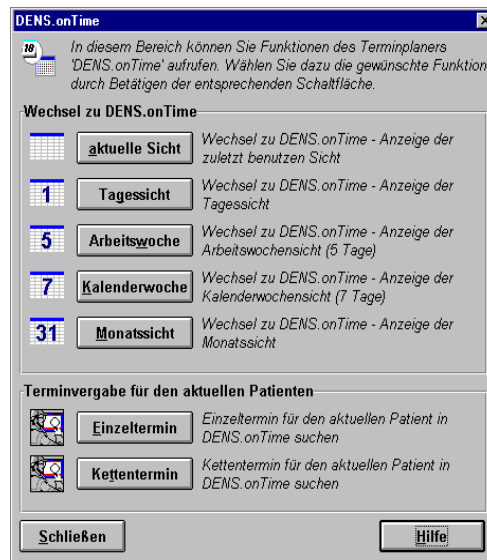 DENS.onTime
18
In diesem Bereich können Sie Funktionen des Terminplaners
'DENS.onTime' aufrufen. Wählen Sie dazu die gewünschte Funktion
durch Betätigen der entsprechenden Schaltfläche.
Wechsel zu DENS.onTime
aktuelle Sicht
Wechsel zu DENS.onTime - Anzeige der
zuletzt benutzen Sicht
1
Tagessicht
Wechsel zu DENS.onTime - Anzeige der
Tagessicht
5
Arbeitswoche
Wechsel zu DENS.onTime - Anzeige der
Arbeitswochensicht (5 Tage)
7
Kalenderwoche
Wechsel zu DENS.onTime - Anzeige der
Kalenderwochensicht (7 Tage)
31
Monatssicht
Wechsel zu DENS.onTime - Anzeige der
Monatssicht
Terminvergabe für den aktuellen Patienten
Einzeltermin
Einzeltermin für den aktuellen Patient in
DENS.onTime suchen
Kettentermin
Kettentermin für den aktuellen Patient in
DENS.onTime suchen
Schließen
Hilfe